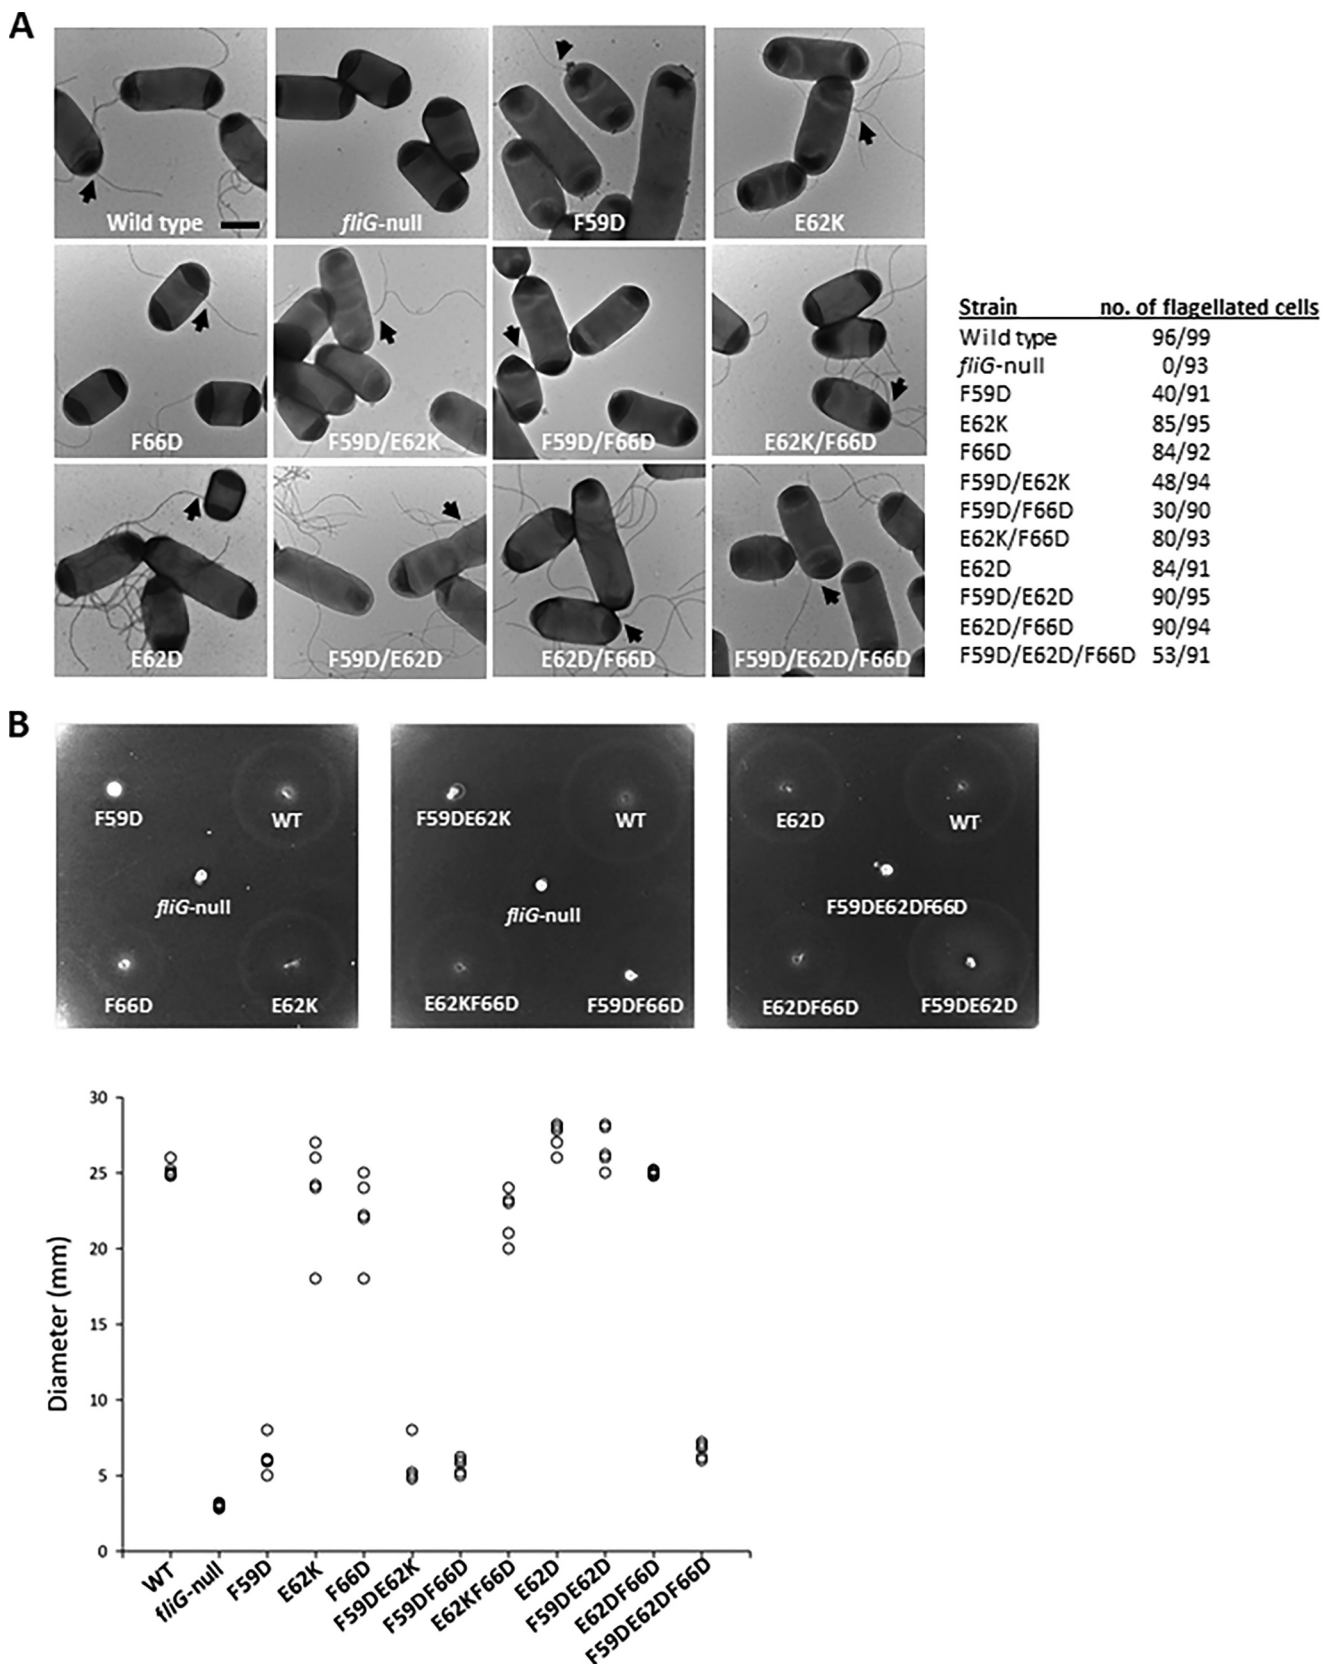 A
Wild type
fliG-null
F59D
E62K
F66D
F59D/E62K
F59D/F66D
E62K/F66D
E62D
F59D/E62D
E62D/F66D
F59D/E62D/F66D
Strain no. of flagellated cells
Wild type 96/99
fliG-null 0/93
F59D 40/91
E62K 85/95
F66D 84/92
F59D/E62K 48/94
F59D/F66D 30/90
E62K/F66D 80/93
E62D 84/91
F59D/E62D 90/95
E62D/F66D 90/94
F59D/E62D/F66D 53/91
B
F59D
WT
fliG-null
F66D
E62K
F59DE62K
WT
fliG-null
E62KF66D
F59DF66D
E62D
WT
F59DE62DF66D
E62DF66D
F59DE62D
Diameter (mm)
30
25
20
15
10
5
0
WT
fliG-null
F59D
E62K
F66D
F59DE62K
F59DF66D
E62KF66D
E62D
F59DE62D
E62DF66D
F59DE62DF66D